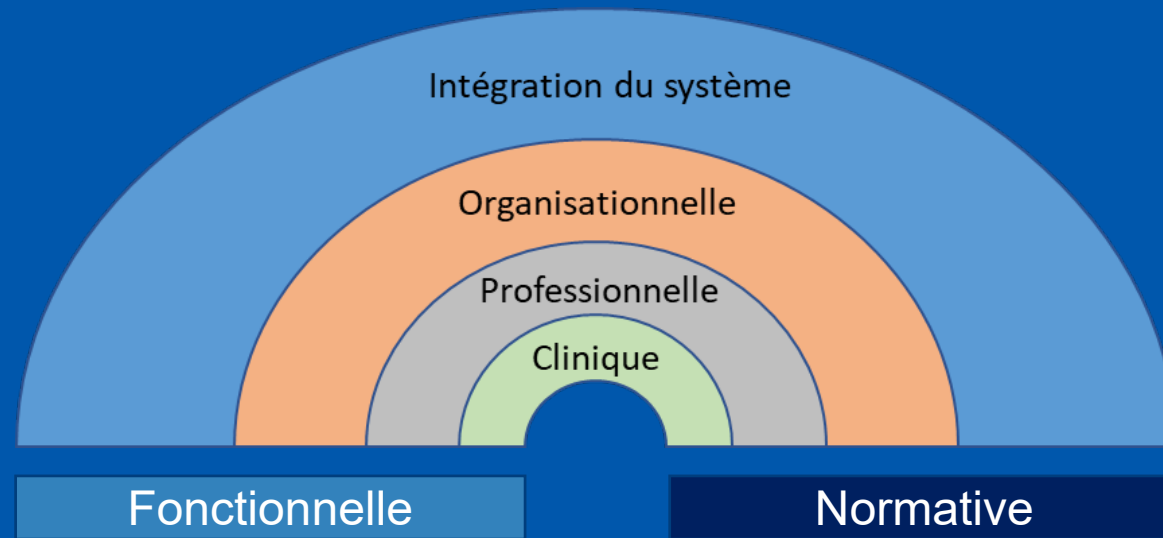 Intégration du système
Organisationnelle
Professionnelle
Clinique
Fonctionnelle
Normative